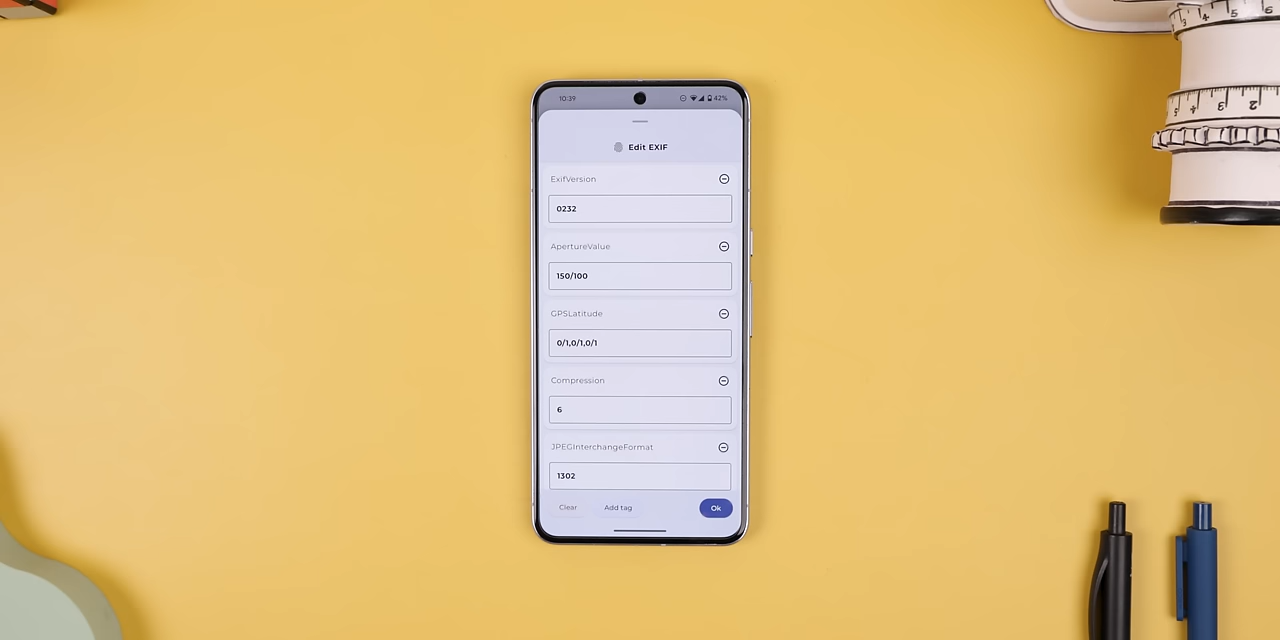 10:39
42%
Edit EXIF
ExifVersion
0232
ApertureValue
150/100
GPSLatitude
0/1,0/1,0/1
Compression
6
JPEGInterchangeFormat
1302
Clear Add tag Ok